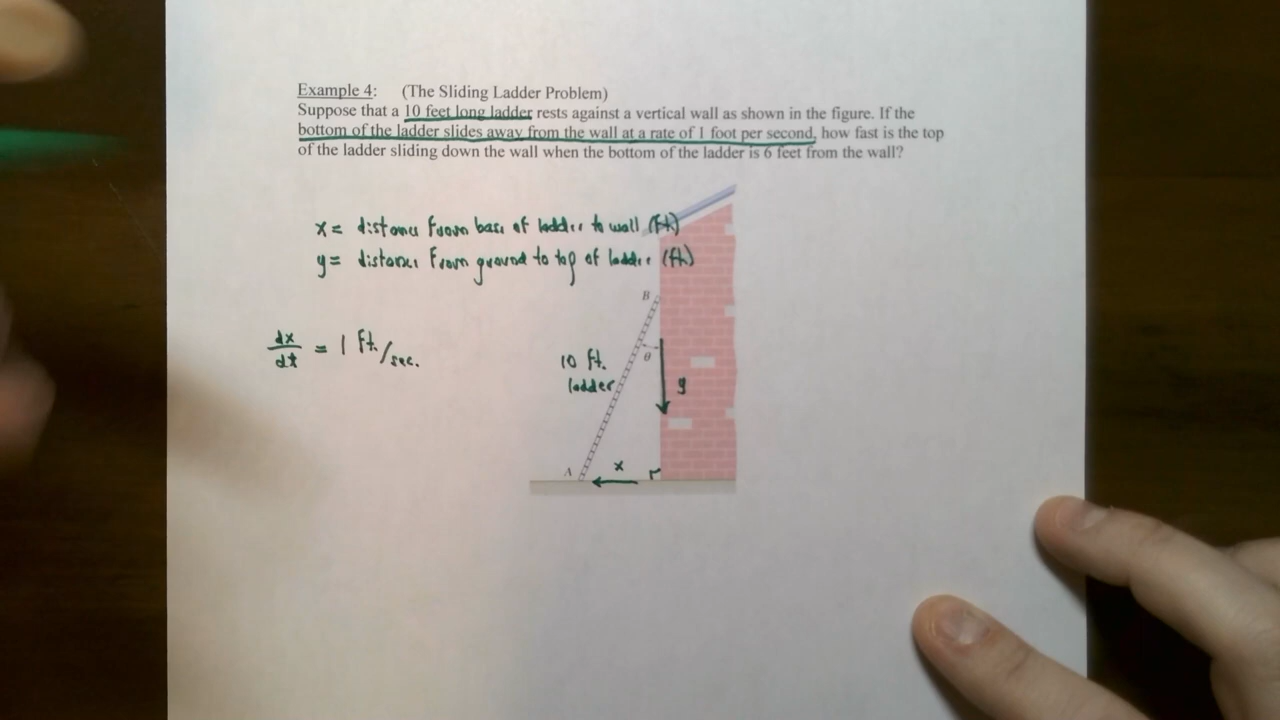 Example 4: (The Sliding Ladder Problem)
Suppose that a 10 feet long ladder rests against a vertical wall as shown in the figure. If the
bottom of the ladder slides away from the wall at a rate of 1 foot per second, how fast is the top
of the ladder sliding down the wall when the bottom of the ladder is 6 feet from the wall?
x = distance from base of ladder to wall (ft)
y = distance from ground to top of ladder (ft)
B
dx/dt = 1 ft/sec.
θ
10 ft.
ladder
y
A
x